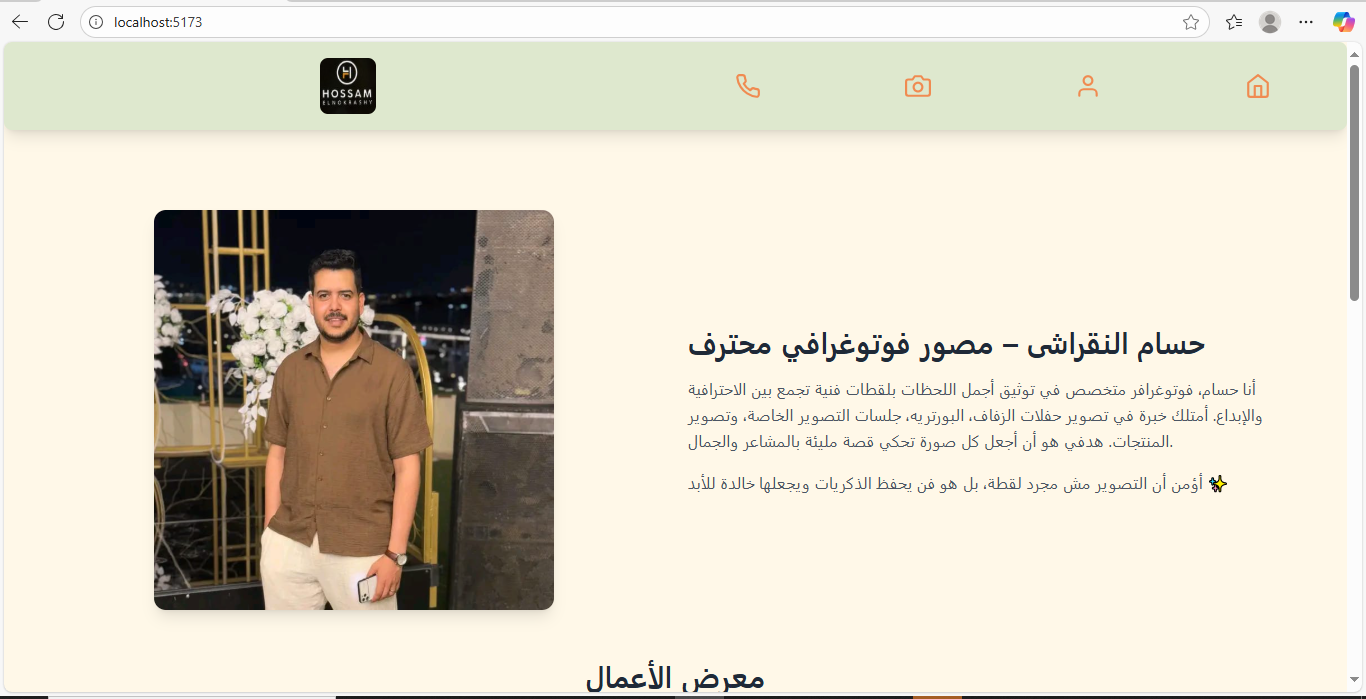 localhost:5173
HOSSAM
ELNOKRASHY
حسام النقراشى – مصور فوتوغرافي محترف
أنا حسام، فوتوغرافر متخصص في توثيق أجمل اللحظات بلقطات فنية تجمع بين الاحترافية
والإبداع. أمتلك خبرة في تصوير حفلات الزفاف، البورتريه، جلسات التصوير الخاصة، وتصوير
المنتجات. هدفي هو أن أجعل كل صورة تحكي قصة مليئة بالمشاعر والجمال.
أؤمن أن التصوير مش مجرد لقطة، بل هو فن يحفظ الذكريات ويجعلها خالدة للأبد ✨
معرض الأعمال